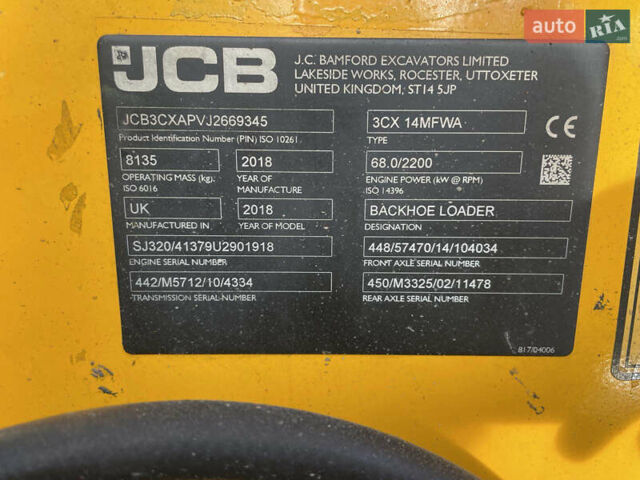 auto RIA .com
JCB
J.C. BAMFORD EXCAVATORS LIMITED
LAKESIDE WORKS, ROCESTER, UTTOXETER
UNITED KINGDOM, ST14 5JP
JCB3CXAPVJ2669345
3CX 14MFWA
CE
Product Identification Number (PIN) ISO 10261
TYPE
8135
2018
68.0/2200
OPERATING MASS (kg)
ISO 6016
YEAR OF
MANUFACTURE
ENGINE POWER (kW @ RPM)
ISO 14396
UK
2018
BACKHOE LOADER
MANUFACTURED IN
YEAR OF MODEL
DESIGNATION
SJ320/41379U2901918
448/57470/14/104034
ENGINE SERIAL NUMBER
FRONT AXLE SERIAL NUMBER
442/M5712/10/4334
450/M3325/02/11478
TRANSMISSION SERIAL NUMBER
REAR AXLE SERIAL NUMBER
817/04006